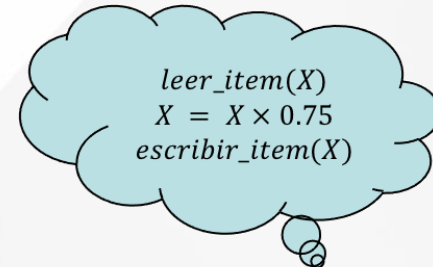 leer_item(X)
X = X × 0.75
escribir_item(X)